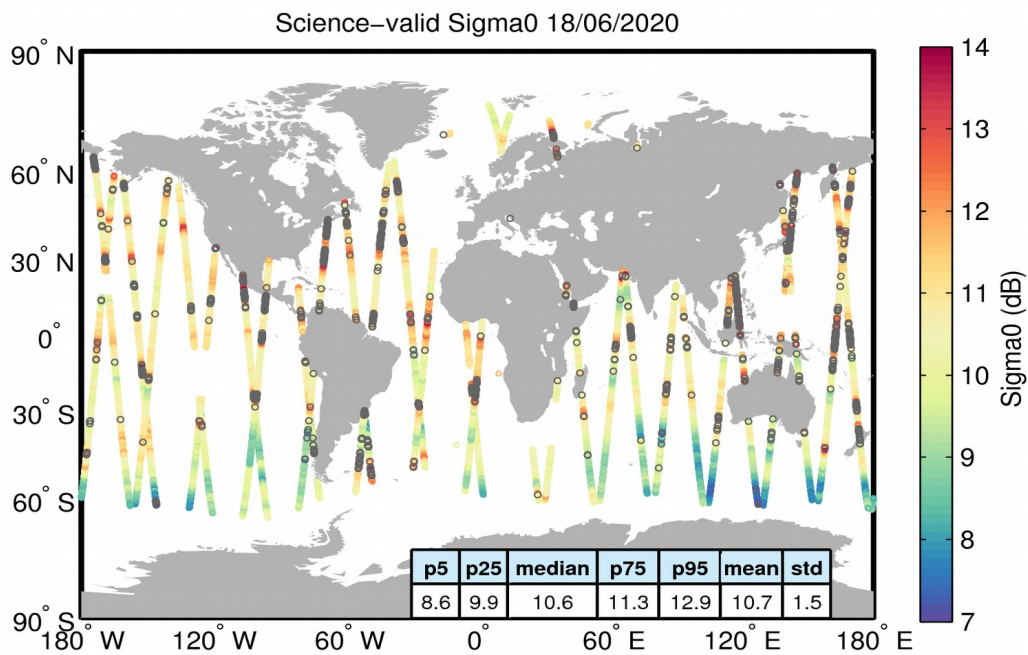 Science−valid Sigma0 18/06/2020
90° N
60° N
30° N
0°
30° S
60° S
90° S
180° W
120° W
60° W
0°
60° E
120° E
180° E
p5 p25 median p75 p95 mean std
8.6 9.9 10.6 11.3 12.9 10.7 1.5
14
13
12
11
10
9
8
7
Sigma0 (dB)